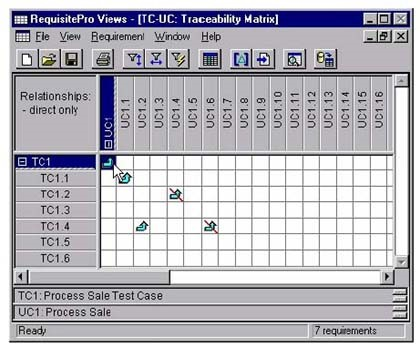 RequisitePro Views - [TC-UC: Traceability Matrix]
File View Requirement Window Help
Relationships:
- direct only
UC1 UC1.1 UC1.2 UC1.3 UC1.4 UC1.5 UC1.6 UC1.7 UC1.8 UC1.9 UC1.10 UC1.11 UC1.12 UC1.13 UC1.14 UC1.15 UC1.16
TC1
TC1.1
TC1.2
TC1.3
TC1.4
TC1.5
TC1.6
TC1: Process Sale Test Case
UC1: Process Sale
Ready 7 requirements